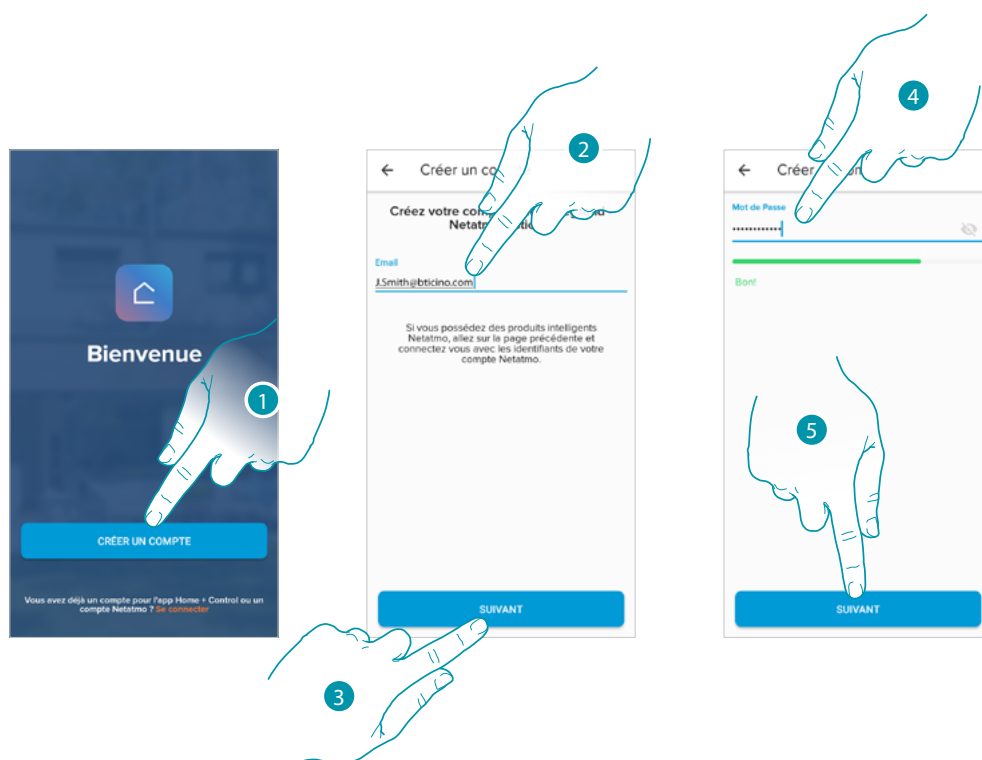 Bienvenue
1
CRÉER UN COMPTE
Vous avez déjà un compte pour l'app Home + Control ou un
compte Netatmo ? Se connecter
2
Créer un
Créez votre
Email
J.Smith@bticino.com
Si vous possédez des produits intelligents
Netatmo, allez sur la page précédente et
connectez vous avec les identifiants de votre
compte Netatmo.
SUIVANT
3
4
Créer
Mot de Passe
••••••••••••
Bon!
5
SUIVANT